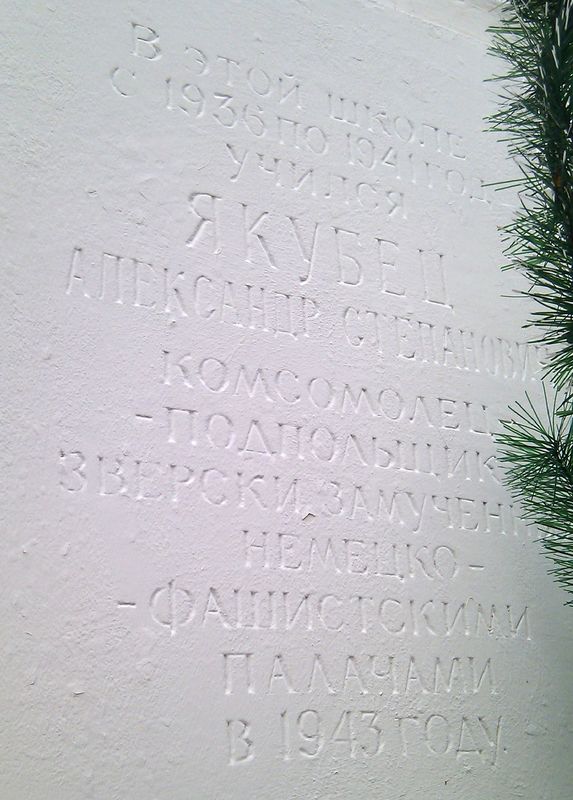 В ЭТОЙ ШКОЛЕ
С 1936 ПО 1941 ГОД
УЧИЛСЯ
ЯКУБЕЦ
АЛЕКСАНДР СТЕПАНОВИЧ
КОМСОМОЛЕЦ-
-ПОДПОЛЬЩИК
ЗВЕРСКИ ЗАМУЧЕННЫЙ
НЕМЕЦКО-
-ФАШИСТСКИМИ
ПАЛАЧАМИ
В 1943 ГОДУ.